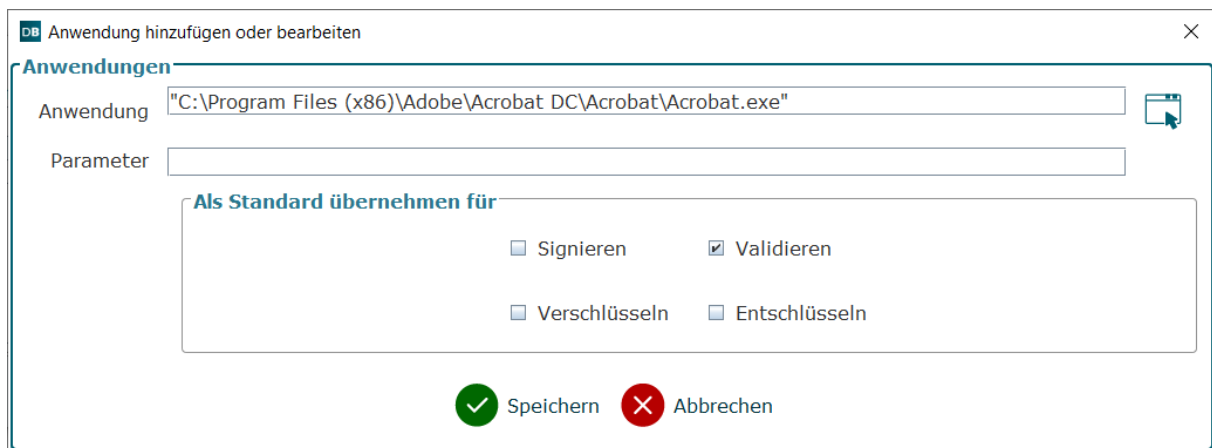 DB Anwendung hinzufügen oder bearbeiten
Anwendungen
Anwendung "C:\Program Files (x86)\Adobe\Acrobat DC\Acrobat\Acrobat.exe"
Parameter
Als Standard übernehmen für
Signieren Validieren
Verschlüsseln Entschlüsseln
Speichern Abbrechen